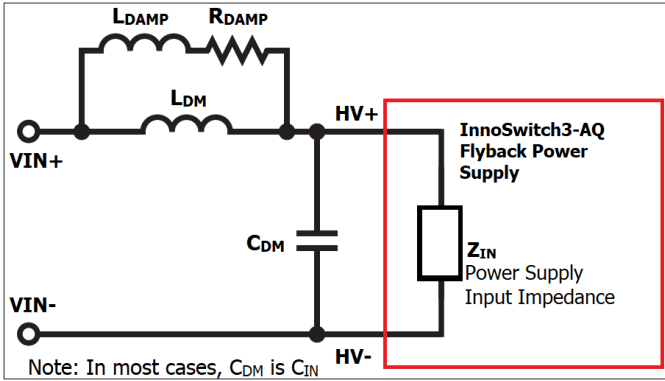 LDAMP
RDAMP
LDM
HV+
VIN+
InnoSwitch3-AQ
Flyback Power
Supply
CDM
ZIN
Power Supply
Input Impedance
VIN-
HV-
Note: In most cases, CDM is CIN